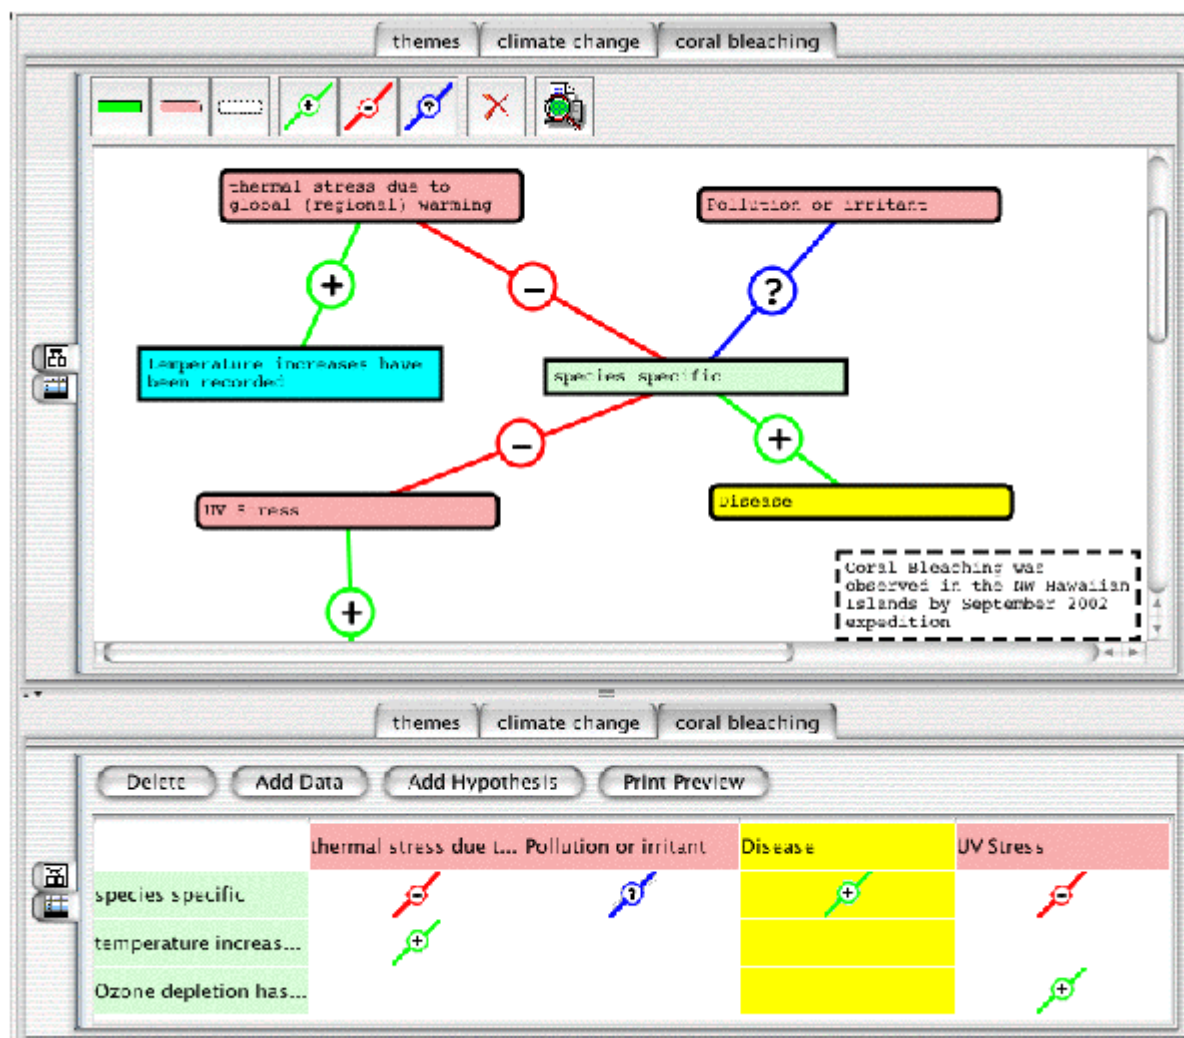 themes climate change coral bleaching
thermal stress due to
global (regional) warming
Pollution or irritant
+
–
?
Temperature increases have
been recorded
species specific
–
+
UV Stress
Disease
Coral Bleaching was
observed in the NW Hawaiian
Islands by September 2002
expedition
+
themes climate change coral bleaching
Delete Add Data Add Hypothesis Print Preview
thermal stress due t... Pollution or irritant Disease UV Stress
species specific
temperature increas...
Ozone depletion has...